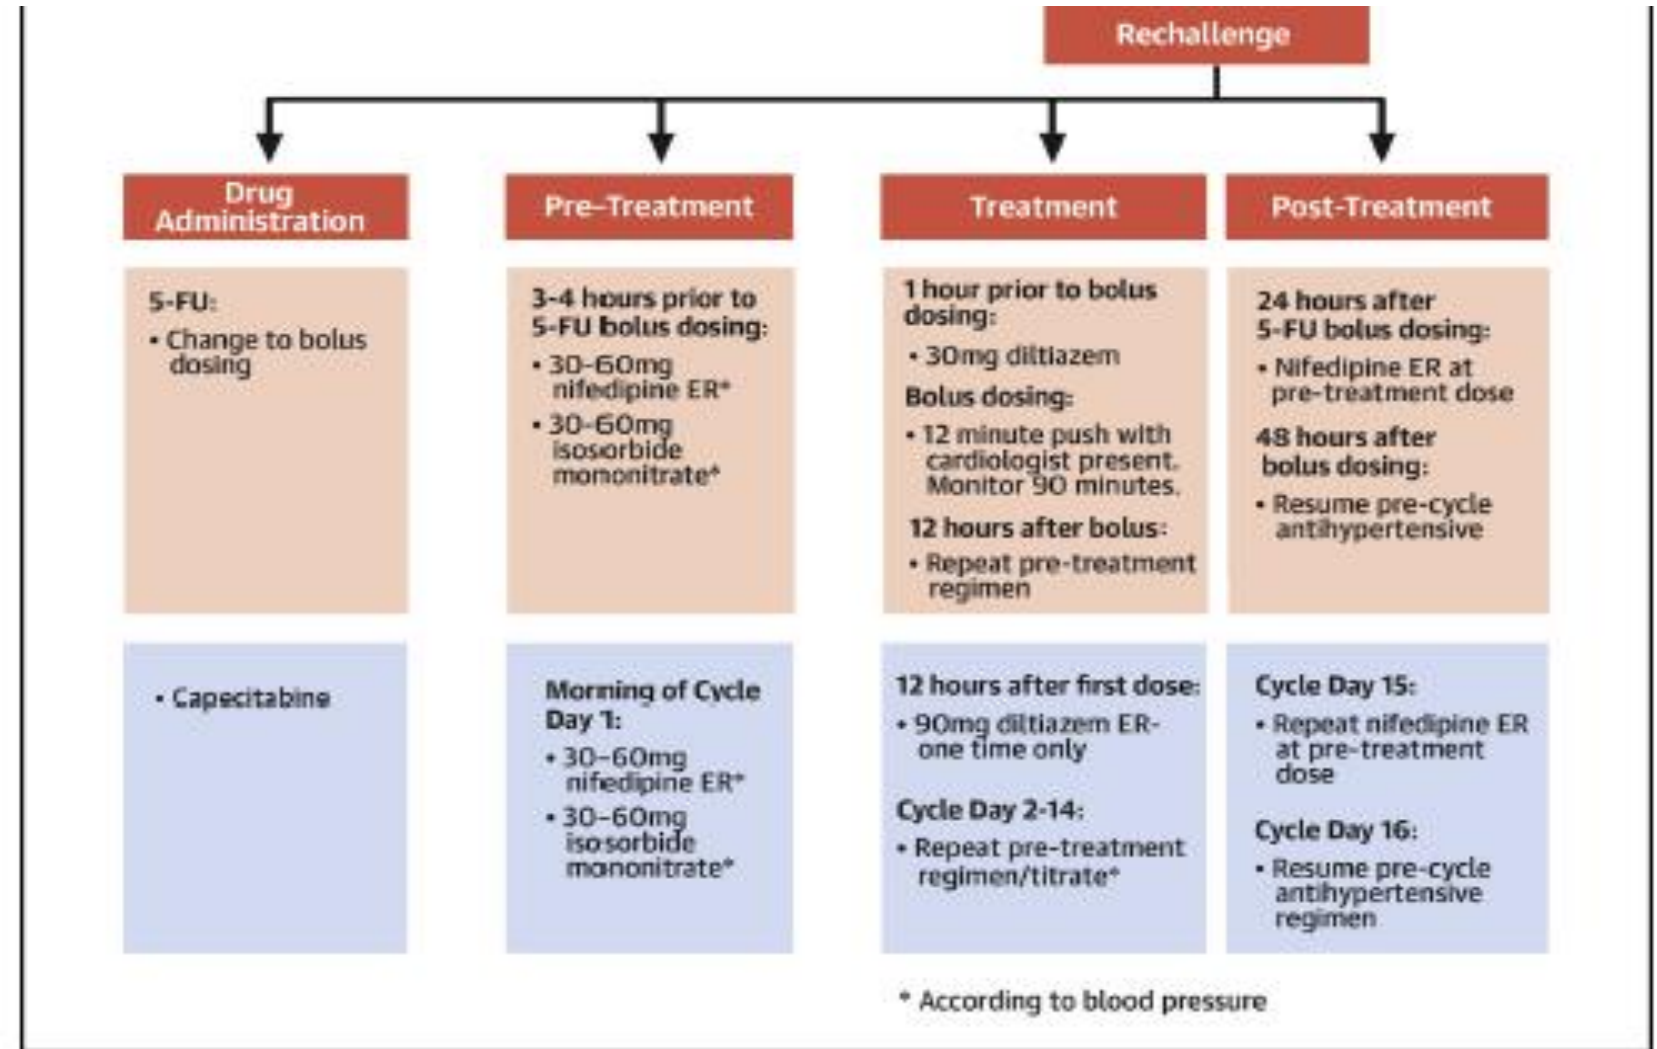 Rechallenge
Drug
Administration
Pre-Treatment
Treatment
Post-Treatment
5-FU:
• Change to bolus
dosing
3-4 hours prior to
5-FU bolus dosing:
• 30-60mg
nifedipine ER*
• 30-60mg
isosorbide
mononitrate*
1 hour prior to bolus
dosing:
• 30mg diltiazem
Bolus dosing:
• 12 minute push with
cardiologist present.
Monitor 90 minutes.
12 hours after bolus:
• Repeat pre-treatment
regimen
24 hours after
5-FU bolus dosing:
• Nifedipine ER at
pre-treatment dose
48 hours after
bolus dosing:
• Resume pre-cycle
antihypertensive
• Capecitabine
Morning of Cycle
Day 1:
• 30-60mg
nifedipine ER*
• 30-60mg
isosorbide
mononitrate*
12 hours after first dose:
• 90mg diltiazem ER-
one time only
Cycle Day 2-14:
• Repeat pre-treatment
regimen/titrate*
Cycle Day 15:
• Repeat nifedipine ER
at pre-treatment
dose
Cycle Day 16:
• Resume pre-cycle
antihypertensive
regimen
* According to blood pressure